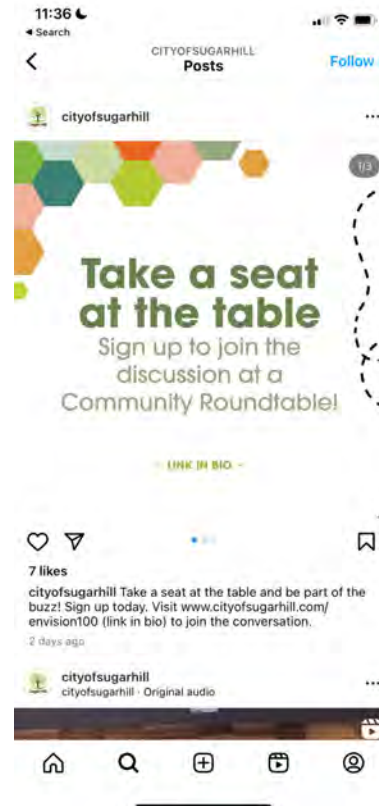 11:36
◄ Search
CITYOFSUGARHILL
Posts
Follow
cityofsugarhill
1/3
Take a seat
at the table
Sign up to join the
discussion at a
Community Roundtable!
- LINK IN BIO -
7 likes
cityofsugarhill Take a seat at the table and be part of the
buzz! Sign up today. Visit www.cityofsugarhill.com/
envision100 (link in bio) to join the conversation.
2 days ago
cityofsugarhill
cityofsugarhill · Original audio